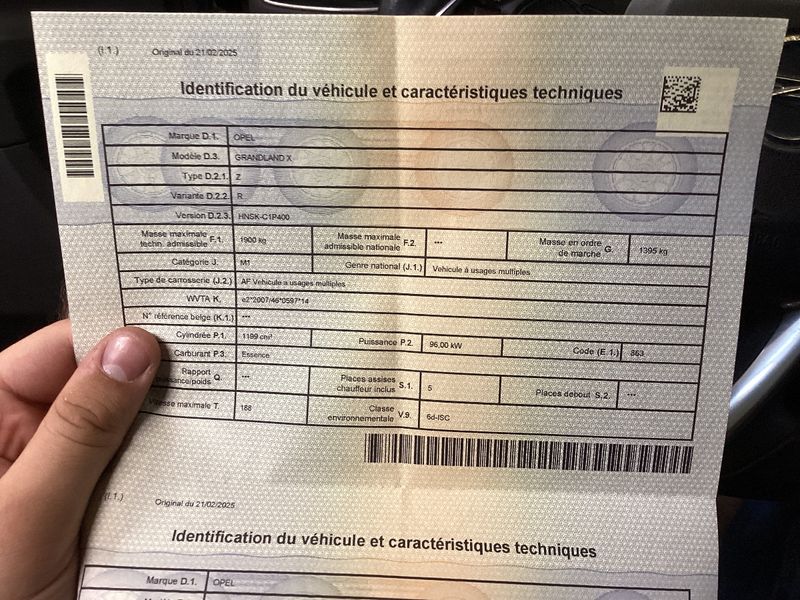 (I.1.) Original du 21/02/2025
Identification du véhicule et caractéristiques techniques
Marque D.1. OPEL
Modèle D.3. GRANDLAND X
Type D.2.1. Z
Variante D.2.2. R
Version D.2.3. HNSK-C1P400
Masse maximale techn. admissible F.1. 1900 kg Masse maximale admissible nationale F.2. --- Masse en ordre de marche G. 1395 kg
Catégorie J. M1 Genre national (J.1.) Vehicule à usages multiples
Type de carrosserie (J.2.) AF Vehicule a usages multiples
WVTA K. e2*2007/46*0597*14
N° référence belge (K.1.) ---
Cylindrée P.1. 1199 cm³ Puissance P.2. 96,00 kW Code (E.1.) 863
Carburant P.3. Essence
Rapport puissance/poids Q. --- Places assises chauffeur inclus S.1. 5 Places debout S.2. ---
Vitesse maximale T. 188 Classe environnementale V.9. 6d-ISC
(I.1.) Original du 21/02/2025
Identification du véhicule et caractéristiques techniques
Marque D.1. OPEL